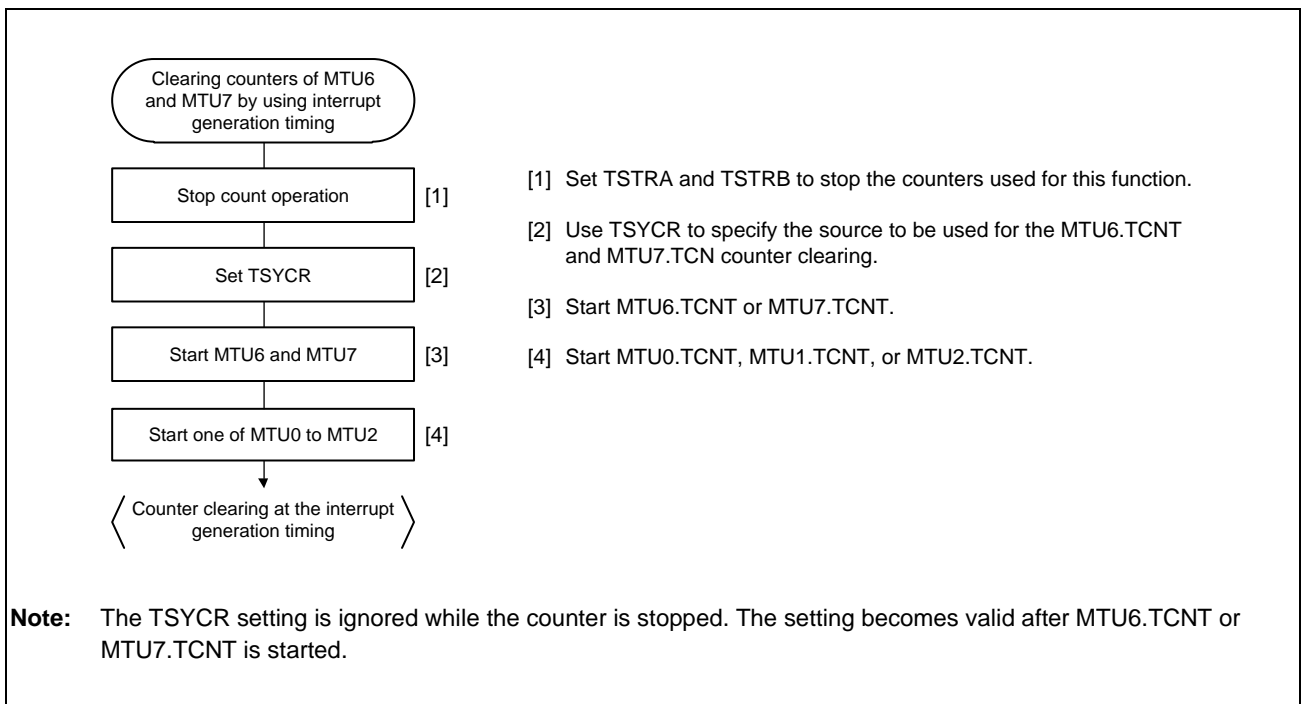 Clearing counters of MTU6
and MTU7 by using interrupt
generation timing
Stop count operation
[1]
Set TSYCR
[2]
Start MTU6 and MTU7
[3]
Start one of MTU0 to MTU2
[4]
Counter clearing at the interrupt
generation timing
[1] Set TSTRA and TSTRB to stop the counters used for this function.
[2] Use TSYCR to specify the source to be used for the MTU6.TCNT
and MTU7.TCN counter clearing.
[3] Start MTU6.TCNT or MTU7.TCNT.
[4] Start MTU0.TCNT, MTU1.TCNT, or MTU2.TCNT.
Note: The TSYCR setting is ignored while the counter is stopped. The setting becomes valid after MTU6.TCNT or
MTU7.TCNT is started.